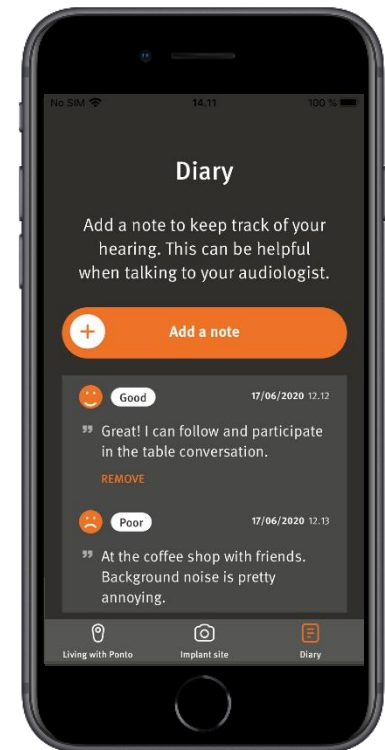 No SIM 14.11 100 %
Diary
Add a note to keep track of your
hearing. This can be helpful
when talking to your audiologist.
+ Add a note
Good 17/06/2020 12.12
” Great! I can follow and participate
in the table conversation.
REMOVE
Poor 17/06/2020 12.13
” At the coffee shop with friends.
Background noise is pretty
annoying.
Living with Ponto Implant site Diary